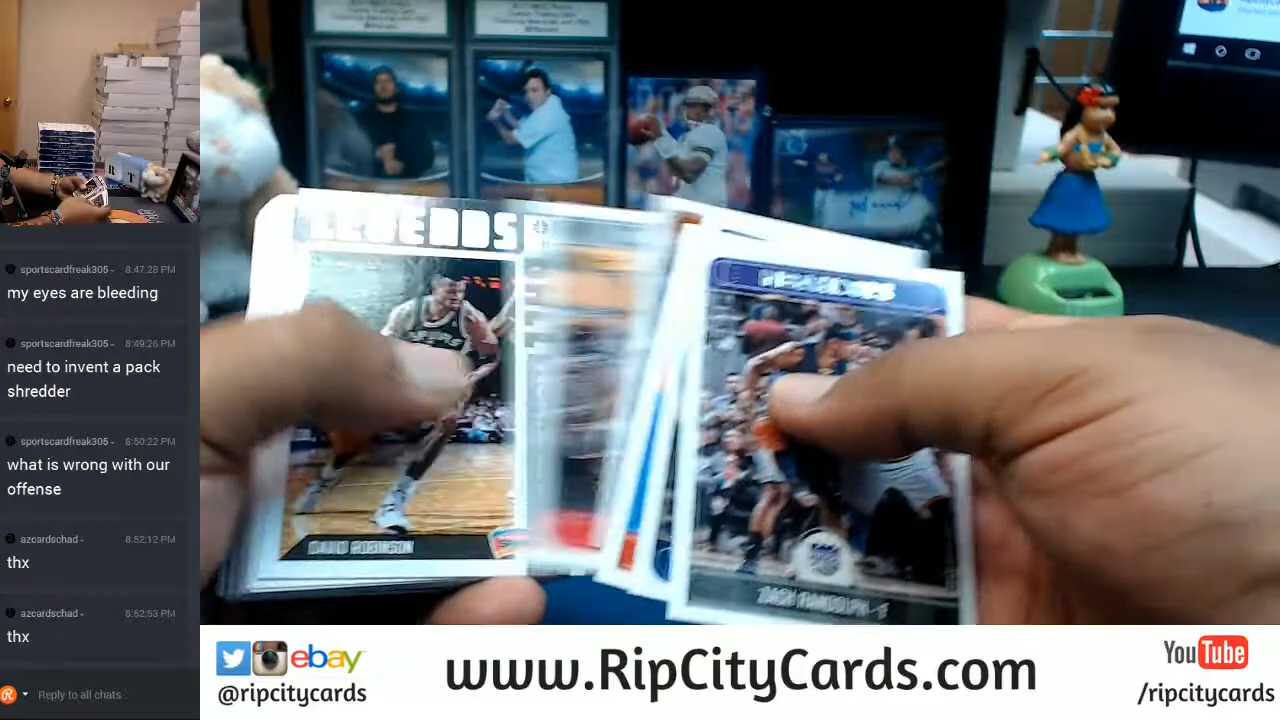 sportscardfreak305 - 8:47:28 PM
my eyes are bleeding
sportscardfreak305 - 8:49:26 PM
need to invent a pack
shredder
sportscardfreak305 - 8:50:22 PM
what is wrong with our
offense
azcardschad - 8:52:12 PM
thx
azcardschad - 8:52:53 PM
thx
Reply to all chats
LEGENDS
DAVID ROBINSON
ZACH RANDOLPH - F
ebay
@ripcitycards
www.RipCityCards.com
YouTube
/ripcitycards